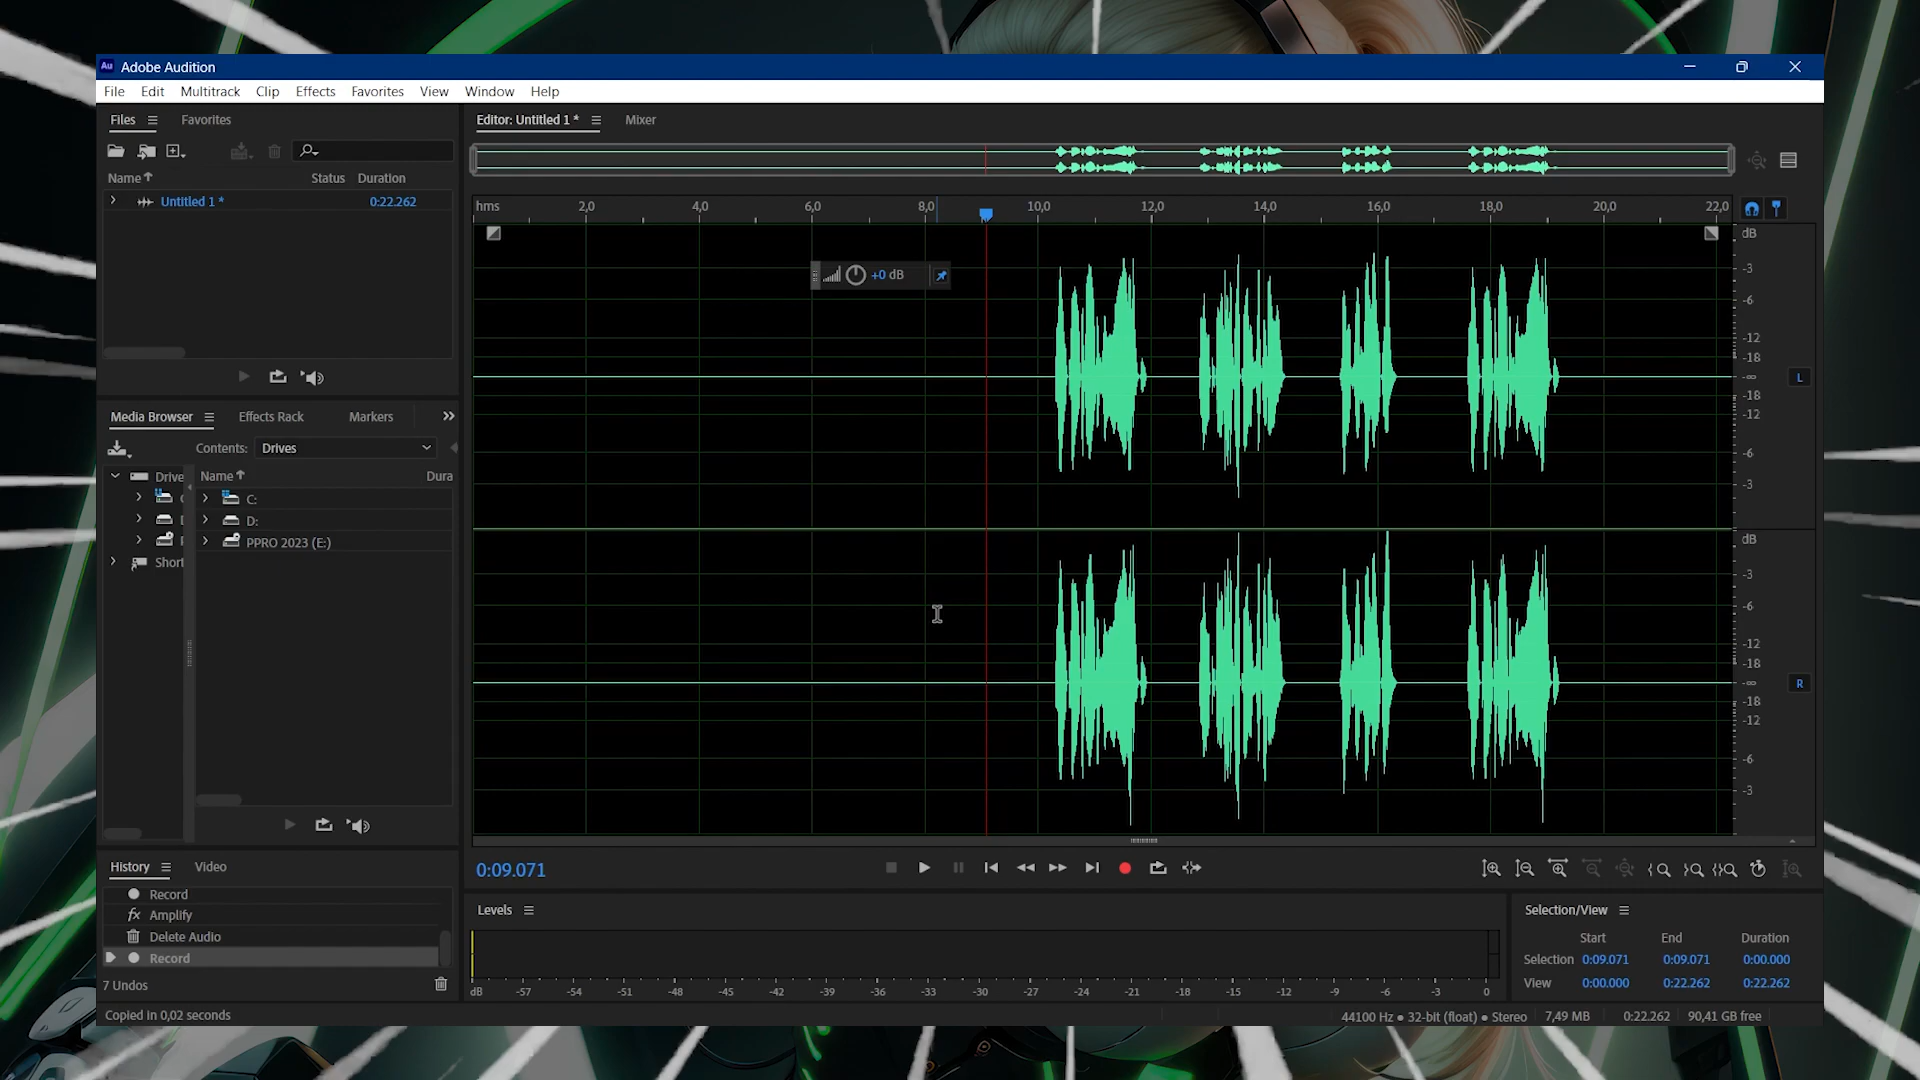 Au Adobe Audition
File Edit Multitrack Clip Effects Favorites View Window Help
Files Favorites
Name Status Duration
Untitled 1 * 0:22.262
Media Browser Effects Rack Markers
Contents: Drives
Drive Name Dura
C:
D:
PPRO 2023 (E:)
Short
History Video
Record
Amplify
Delete Audio
Record
7 Undos
Copied in 0,02 seconds
Editor: Untitled 1 * Mixer
hms 2,0 4,0 6,0 8,0 10,0 12,0 14,0 16,0 18,0 20,0 22,0
+0 dB
dB
-3
-6
-12
-18
-∞
-18
-12
-6
-3
L
dB
-3
-6
-12
-18
-∞
-18
-12
-6
-3
R
0:09.071
Levels
dB -57 -54 -51 -48 -45 -42 -39 -36 -33 -30 -27 -24 -21 -18 -15 -12 -9 -6 -3 0
Selection/View
Start End Duration
Selection 0:09.071 0:09.071 0:00.000
View 0:00.000 0:22.262 0:22.262
44100 Hz ● 32-bit (float) ● Stereo 7,49 MB 0:22.262 90,41 GB free